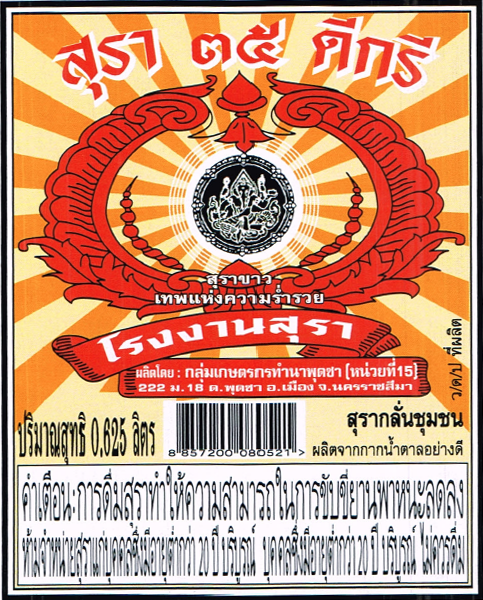 สุรา ๓๕ ดีกรี
สุราขาว
เทพแห่งความร่ำรวย
โรงงานสุรา
ผลิตโดย : กลุ่มเกษตรกรทำนาพุดซา (หน่วยที่15)
222 ม.18 ต.พุดซา อ.เมือง จ.นครราชสีมา
ว/ด/ป ที่ผลิต
ปริมาณสุทธิ 0.625 ลิตร
8 857200 080521 >
สุรากลั่นชุมชน
ผลิตจากกากน้ำตาลอย่างดี
คำเตือน:การดื่มสุราทำให้ความสามารถในการขับขี่ยานพาหนะลดลง
ห้ามจำหน่ายสุราแก่บุคคลซึ่งมีอายุต่ำกว่า 20 ปี บริบูรณ์ บุคคลซึ่งมีอายุต่ำกว่า 20 ปี บริบูรณ์ ไม่ควรดื่ม